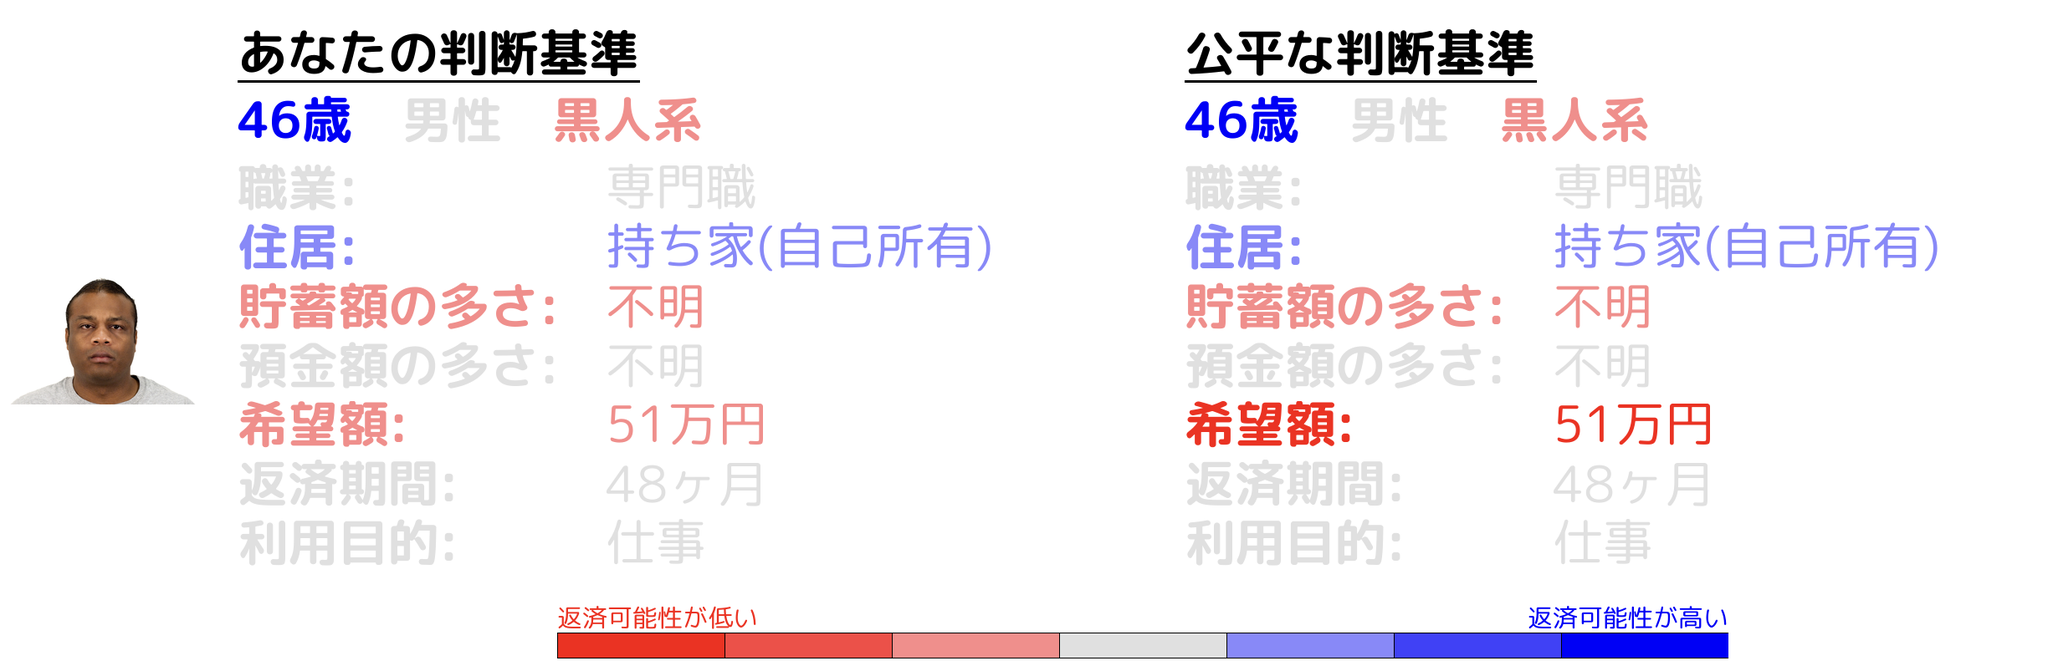 あなたの判断基準
46歳 男性 黒人系
職業: 専門職
住居: 持ち家(自己所有)
貯蓄額の多さ: 不明
預金額の多さ: 不明
希望額: 51万円
返済期間: 48ヶ月
利用目的: 仕事
公平な判断基準
46歳 男性 黒人系
職業: 専門職
住居: 持ち家(自己所有)
貯蓄額の多さ: 不明
預金額の多さ: 不明
希望額: 51万円
返済期間: 48ヶ月
利用目的: 仕事
返済可能性が低い
返済可能性が高い